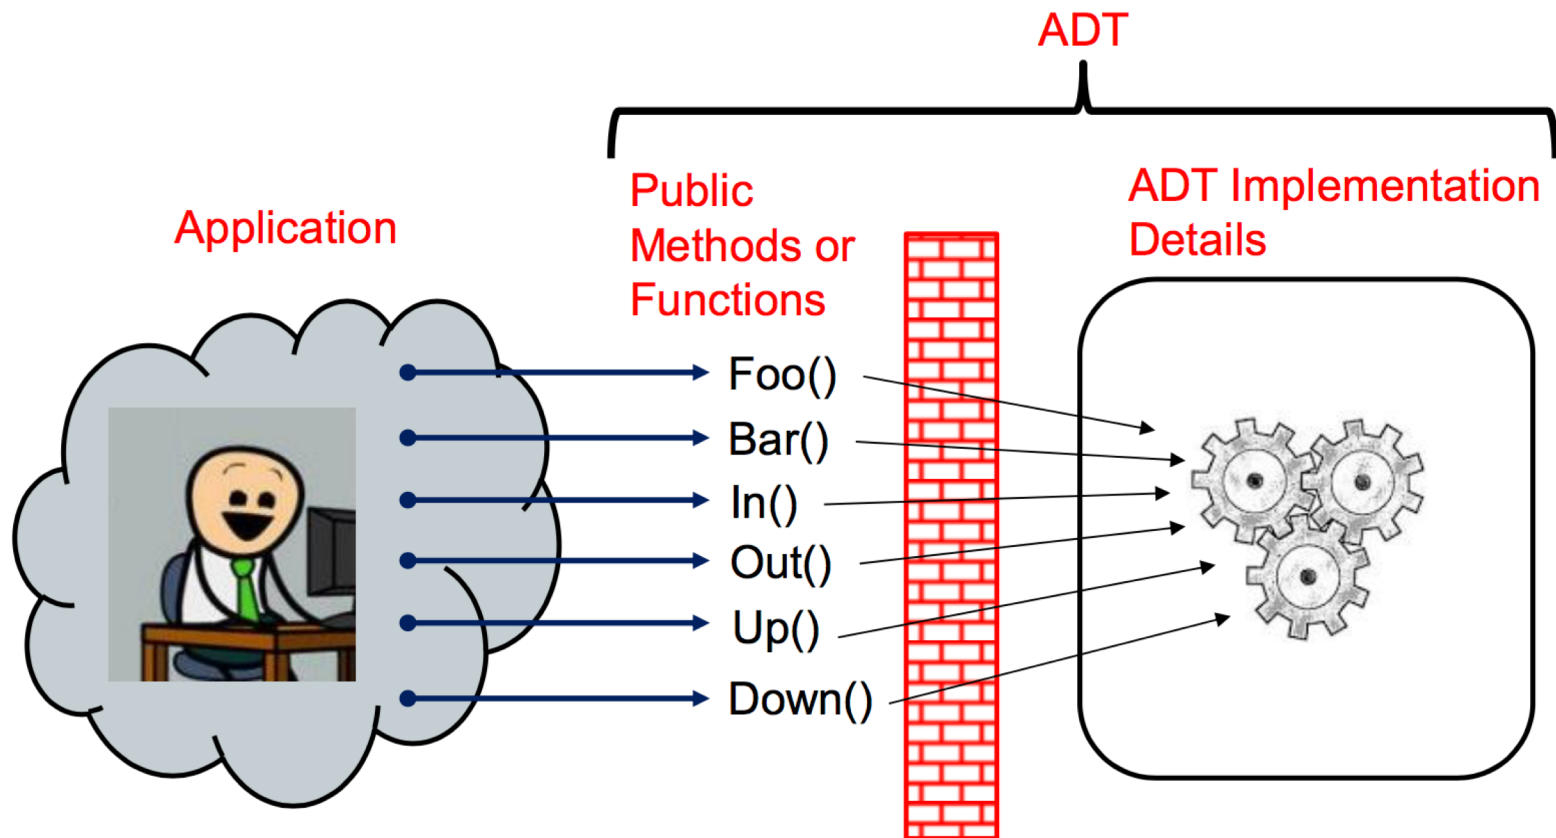 ADT
Application
Public
Methods or
Functions
ADT Implementation
Details
Foo()
Bar()
In()
Out()
Up()
Down()